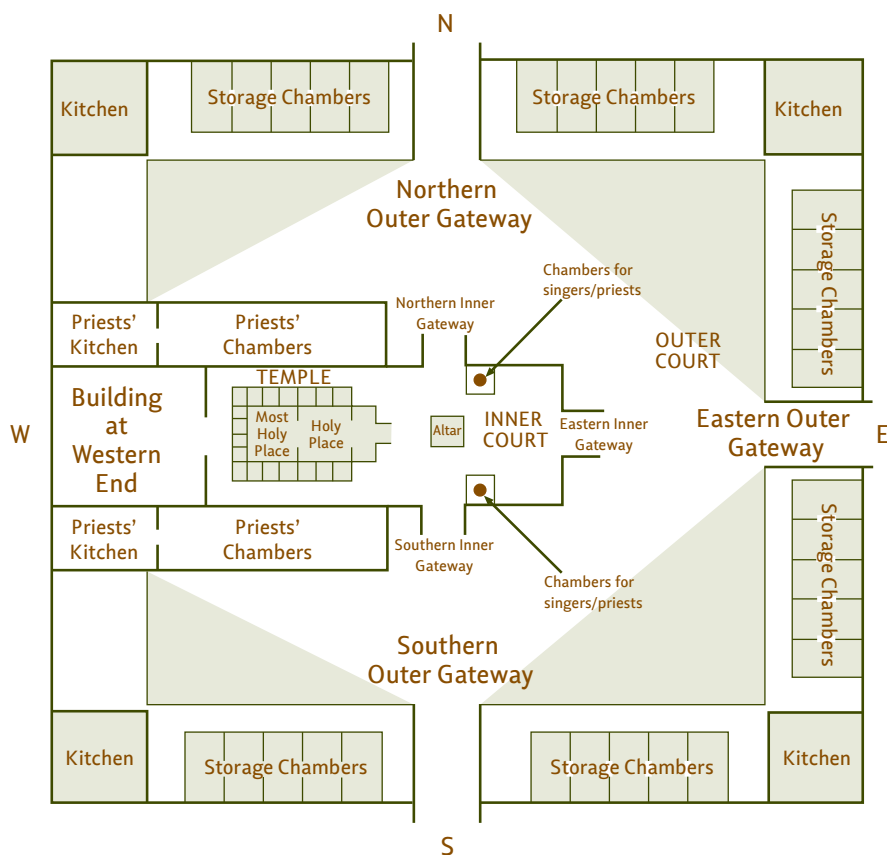 N
Kitchen
Storage Chambers
Storage Chambers
Kitchen
Northern
Outer Gateway
Storage Chambers
Chambers for
singers/priests
Northern Inner
Gateway
Priests'
Kitchen
Priests'
Chambers
OUTER
COURT
TEMPLE
Building
at
Western
End
Most
Holy
Place
Holy
Place
Altar
INNER
COURT
Eastern Inner
Gateway
Eastern Outer
Gateway
W
E
Priests'
Kitchen
Priests'
Chambers
Southern Inner
Gateway
Chambers for
singers/priests
Storage Chambers
Southern
Outer Gateway
Kitchen
Storage Chambers
Storage Chambers
Kitchen
S